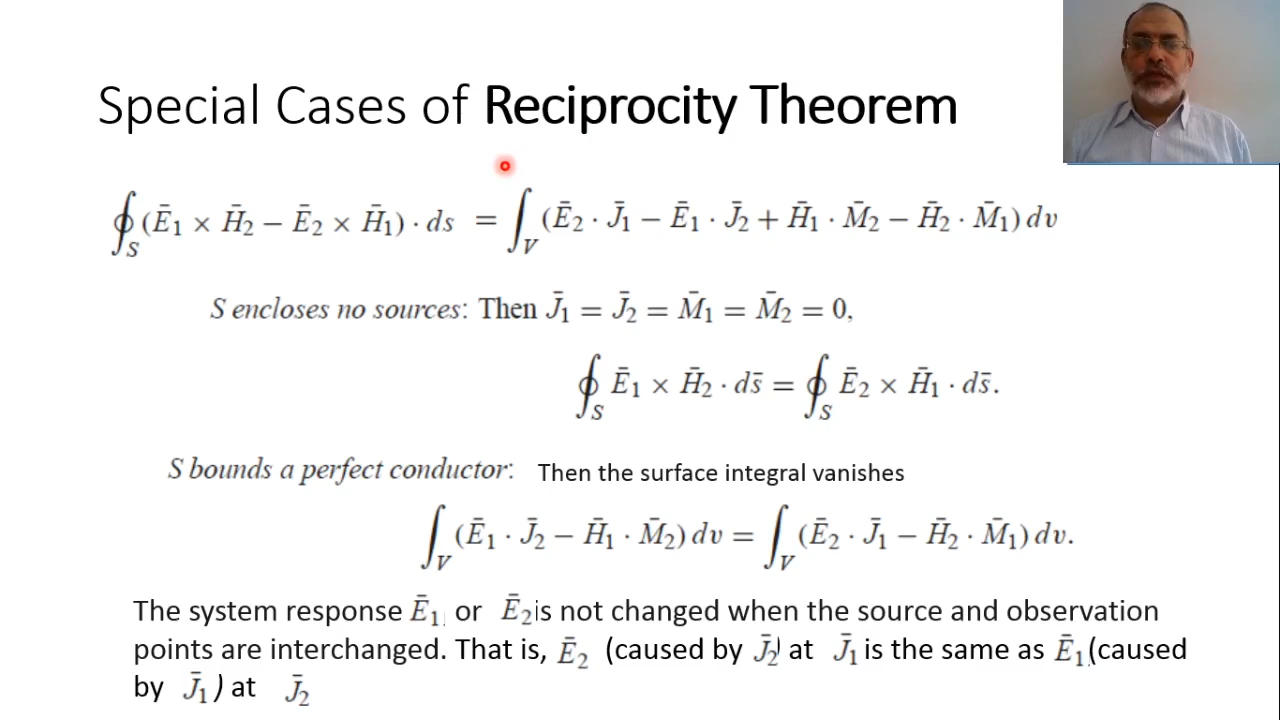 Special Cases of Reciprocity Theorem
∮_S (Ē₁ × H̄₂ − Ē₂ × H̄₁) · ds = ∫_V (Ē₂ · J̄₁ − Ē₁ · J̄₂ + H̄₁ · M̄₂ − H̄₂ · M̄₁) dv
S encloses no sources: Then J̄₁ = J̄₂ = M̄₁ = M̄₂ = 0,
∮_S Ē₁ × H̄₂ · ds̄ = ∮_S Ē₂ × H̄₁ · ds̄.
S bounds a perfect conductor: Then the surface integral vanishes
∫_V (Ē₁ · J̄₂ − H̄₁ · M̄₂) dv = ∫_V (Ē₂ · J̄₁ − H̄₂ · M̄₁) dv.
The system response Ē₁ or Ē₂ is not changed when the source and observation
points are interchanged. That is, Ē₂ (caused by J̄₂) at J̄₁ is the same as Ē₁ (caused
by J̄₁) at J̄₂